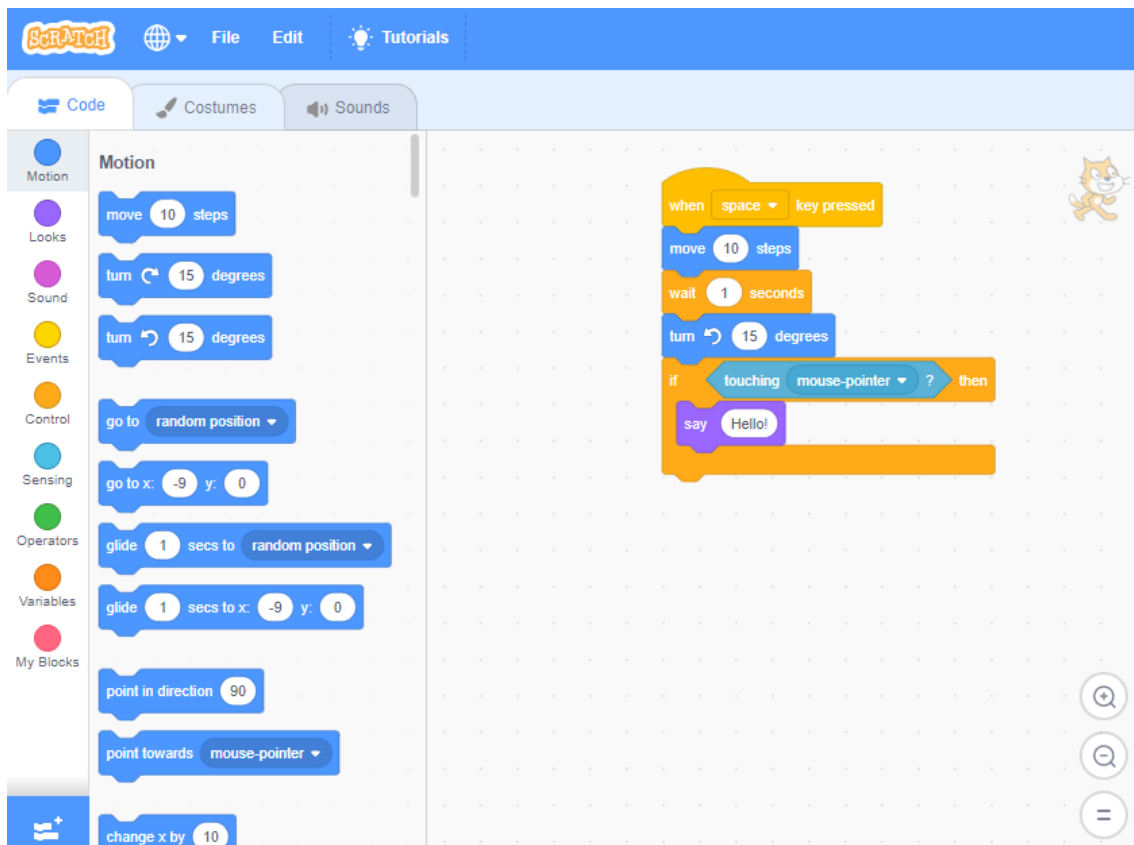 SCRATCH File Edit Tutorials
Code Costumes Sounds
Motion
Looks
Sound
Events
Control
Sensing
Operators
Variables
My Blocks
Motion
move 10 steps
turn 15 degrees
turn 15 degrees
go to random position
go to x: -9 y: 0
glide 1 secs to random position
glide 1 secs to x: -9 y: 0
point in direction 90
point towards mouse-pointer
change x by 10
when space key pressed
move 10 steps
wait 1 seconds
turn 15 degrees
if touching mouse-pointer ? then
say Hello!